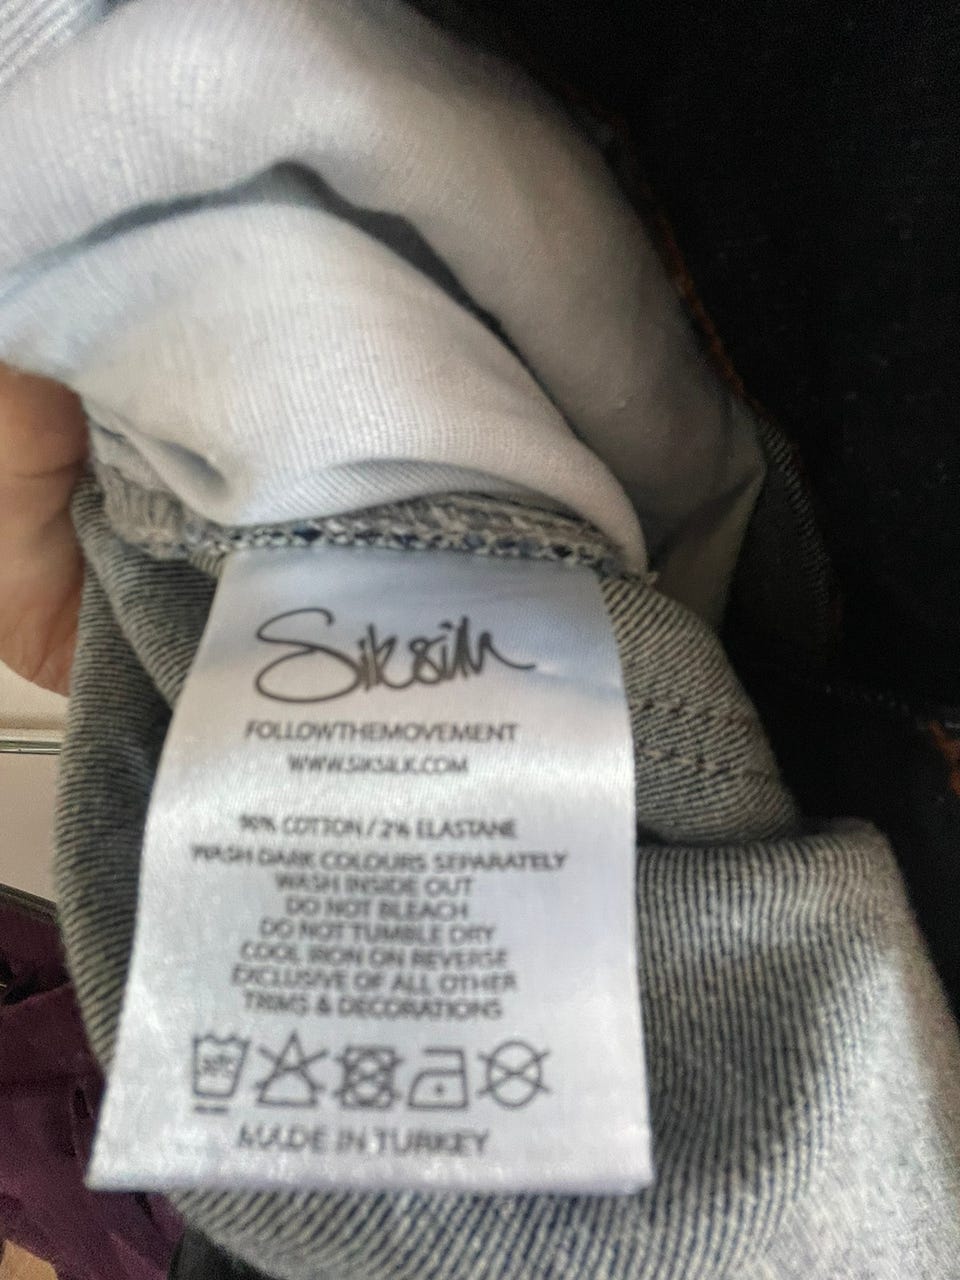 SikSilk
FOLLOWTHEMOVEMENT
WWW.SIKSILK.COM
98% COTTON / 2% ELASTANE
WASH DARK COLOURS SEPARATELY
WASH INSIDE OUT
DO NOT BLEACH
DO NOT TUMBLE DRY
COOL IRON ON REVERSE
EXCLUSIVE OF ALL OTHER
TRIMS & DECORATIONS
MADE IN TURKEY